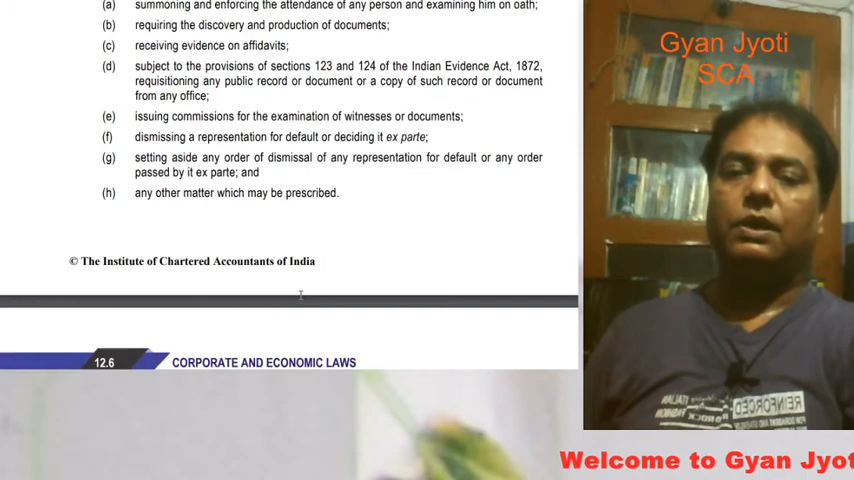 (a) summoning and enforcing the attendance of any person and examining him on oath;
(b) requiring the discovery and production of documents;
(c) receiving evidence on affidavits;
(d) subject to the provisions of sections 123 and 124 of the Indian Evidence Act, 1872,
requisitioning any public record or document or a copy of such record or document
from any office;
(e) issuing commissions for the examination of witnesses or documents;
(f) dismissing a representation for default or deciding it ex parte;
(g) setting aside any order of dismissal of any representation for default or any order
passed by it ex parte; and
(h) any other matter which may be prescribed.
© The Institute of Chartered Accountants of India
12.6 CORPORATE AND ECONOMIC LAWS
Gyan Jyoti
SCA
REINFORCED
ITALIAN
Welcome to Gyan Jyot